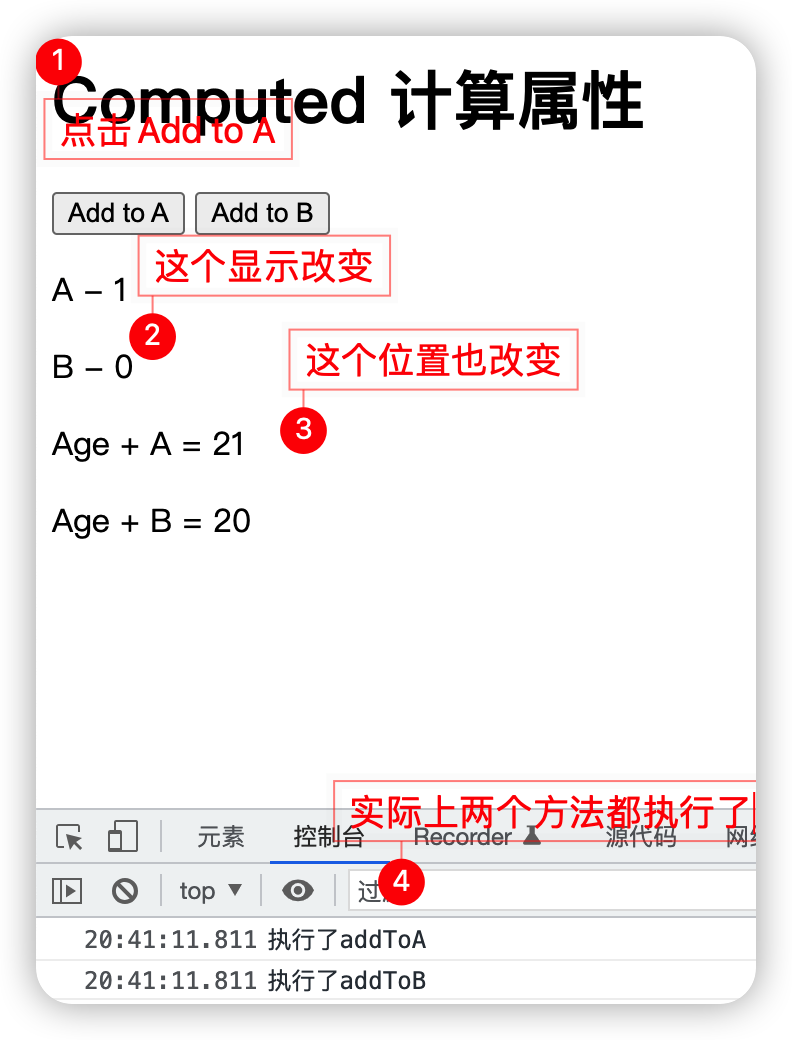 1
Computed 计算属性
点击 Add to A
Add to A Add to B
这个显示改变
A – 1
2
这个位置也改变
B – 0
3
Age + A = 21
Age + B = 20
实际上两个方法都执行了
元素 控制台 Recorder 源代码 网络
4
top 过
20:41:11.811 执行了addToA
20:41:11.811 执行了addToB